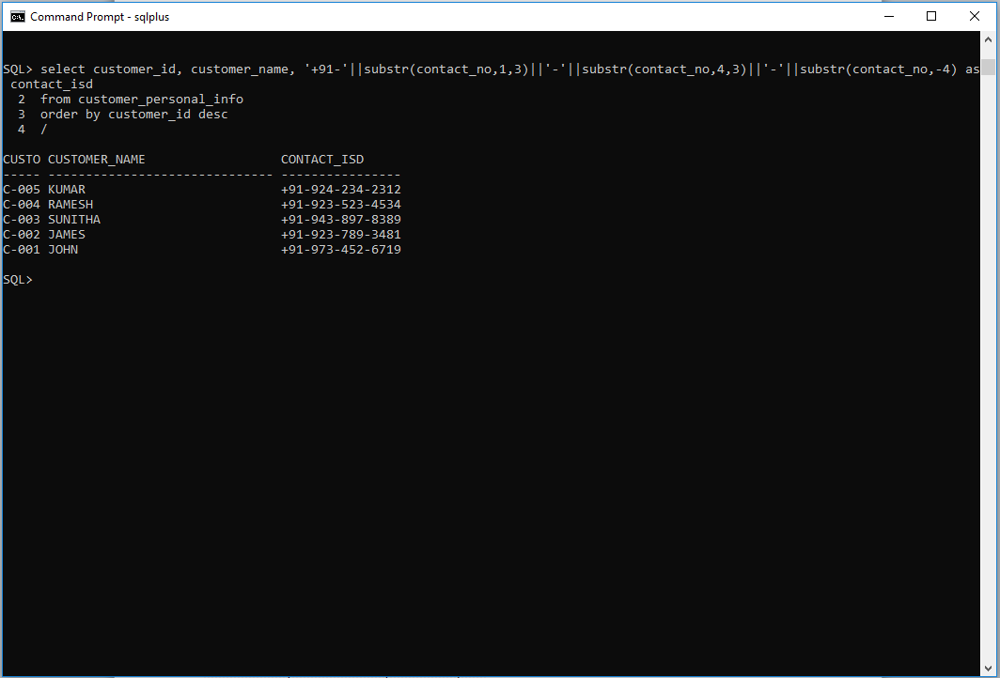 Command Prompt - sqlplus
SQL> select customer_id, customer_name, '+91-'||substr(contact_no,1,3)||'-'||substr(contact_no,4,3)||'-'||substr(contact_no,-4) as
 contact_isd
  2  from customer_personal_info
  3  order by customer_id desc
  4  /
CUSTO CUSTOMER_NAME                  CONTACT_ISD
----- ------------------------------ ----------------
C-005 KUMAR                          +91-924-234-2312
C-004 RAMESH                         +91-923-523-4534
C-003 SUNITHA                        +91-943-897-8389
C-002 JAMES                          +91-923-789-3481
C-001 JOHN                           +91-973-452-6719
SQL>